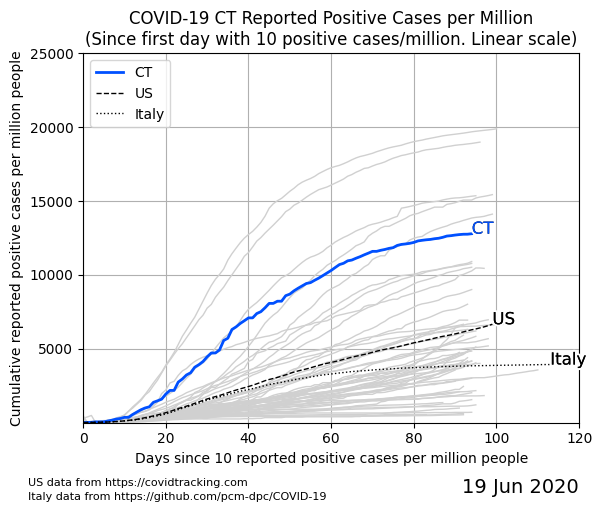 COVID-19 CT Reported Positive Cases per Million
(Since first day with 10 positive cases/million. Linear scale)
Cumulative reported positive cases per million people
25000
20000
15000
10000
5000
CT
US
Italy
CT
US
Italy
0 20 40 60 80 100 120
Days since 10 reported positive cases per million people
US data from https://covidtracking.com
Italy data from https://github.com/pcm-dpc/COVID-19
19 Jun 2020